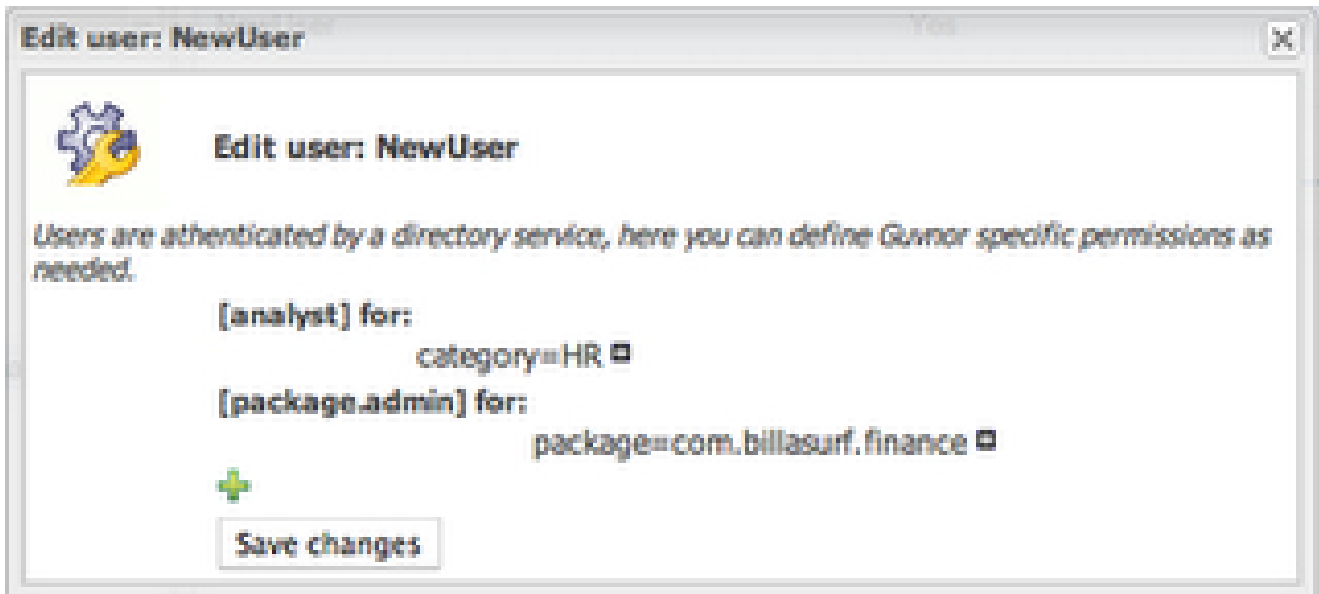 Edit user: NewUser
Edit user: NewUser
Users are athenticated by a directory service, here you can define Guvnor specific permissions as
needed.
[analyst] for:
category=HR
[package.admin] for:
package=com.billasurf.finance
Save changes